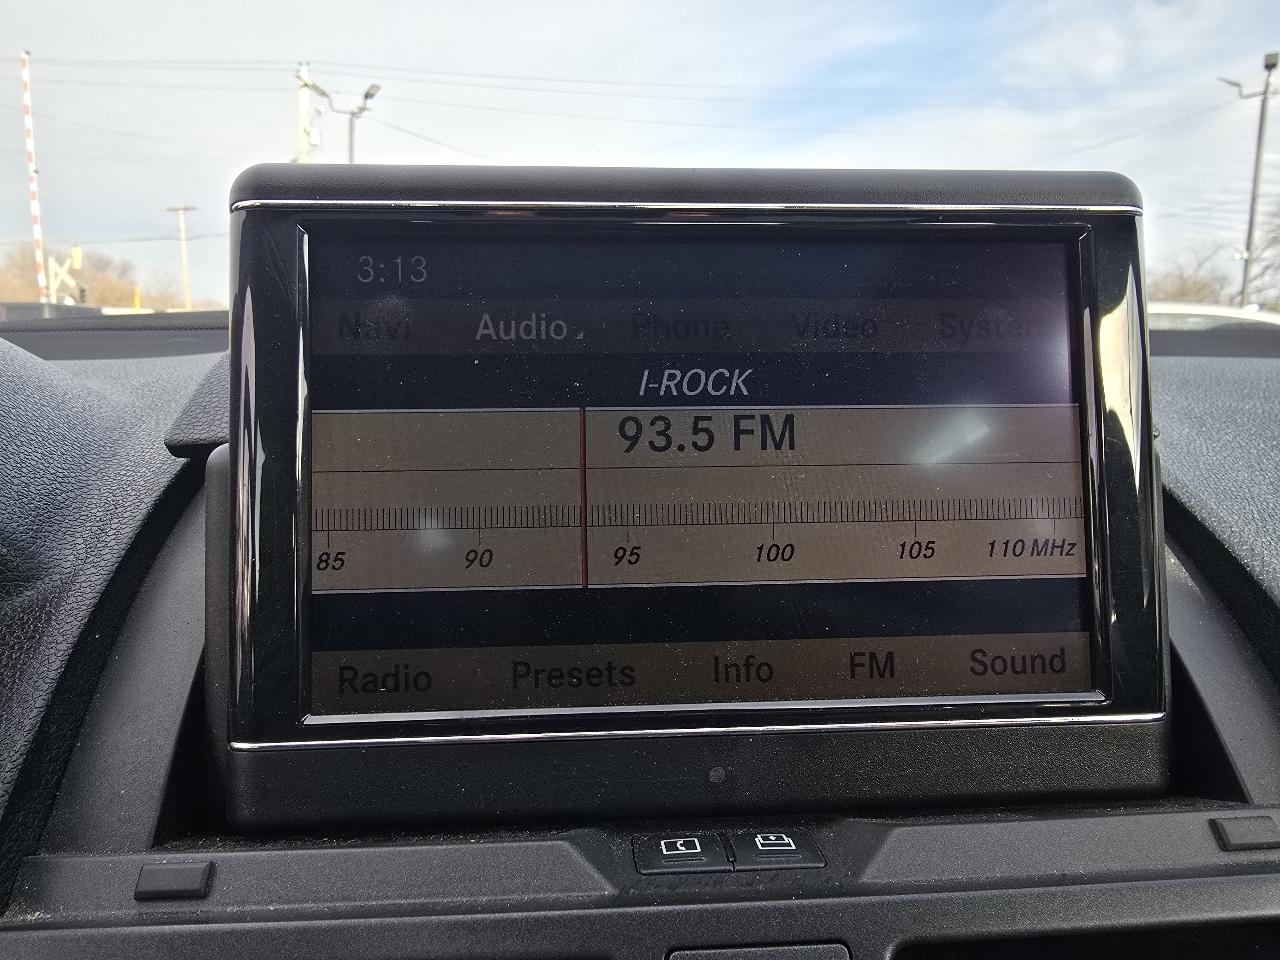 3:13
Navi Audio Phone Video System
I-ROCK
93.5 FM
85 90 95 100 105 110 MHz
Radio Presets Info FM Sound